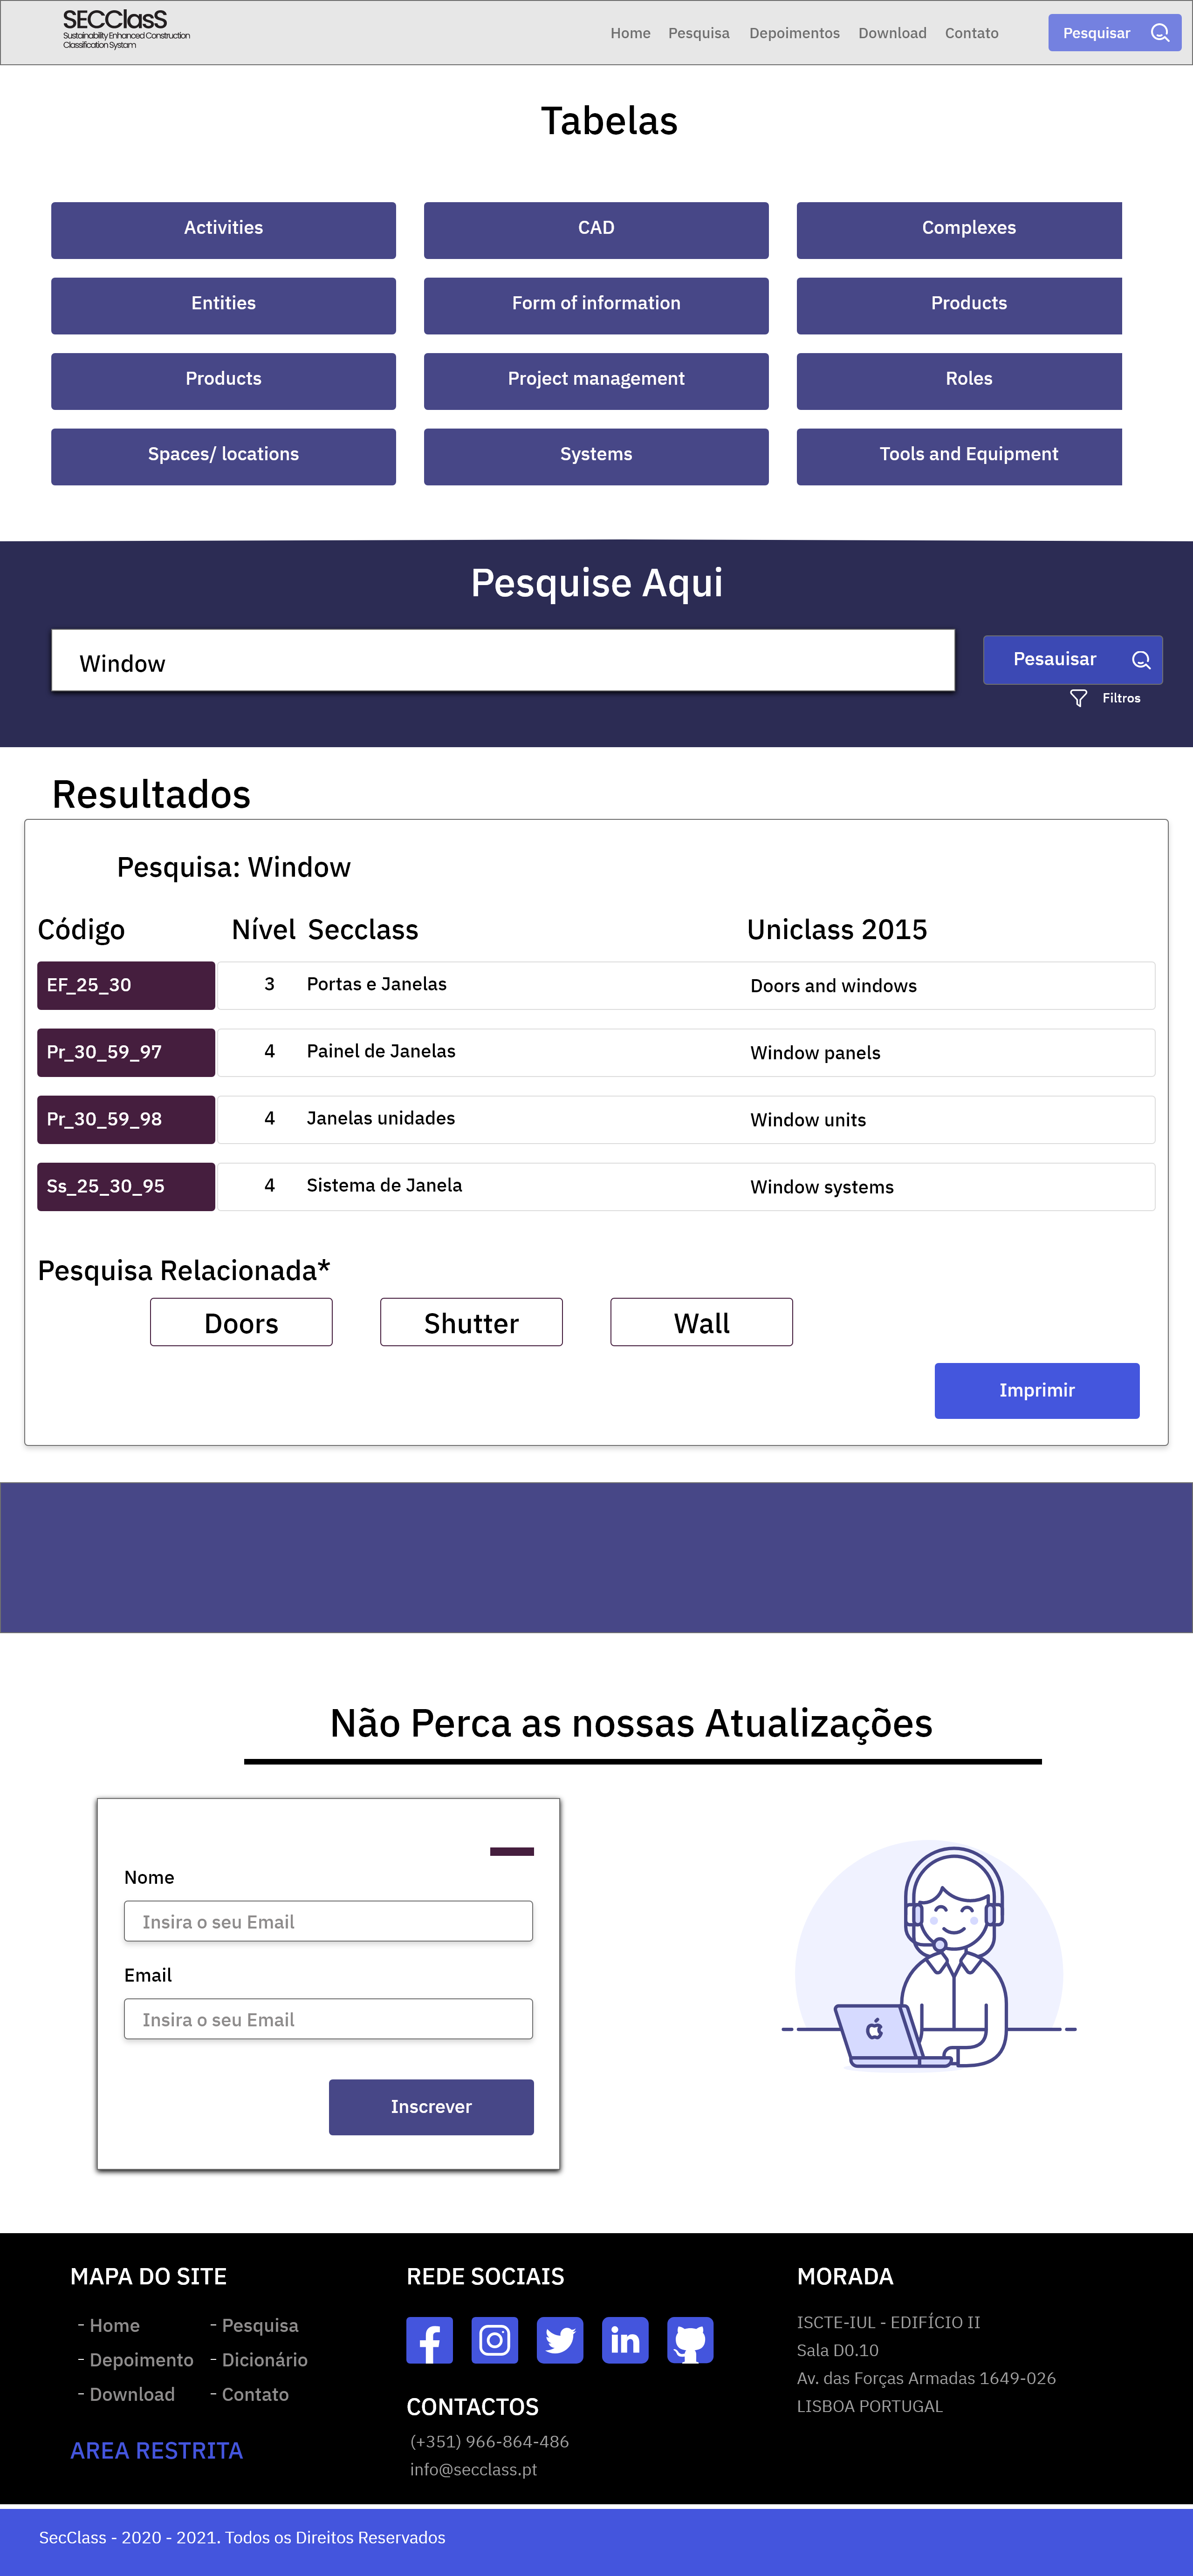 SECClasS
Sustainability Enhanced Construction
Classification System
Home Pesquisa Depoimentos Download Contato Pesquisar
Tabelas
Activities CAD Complexes
Entities Form of information Products
Products Project management Roles
Spaces/ locations Systems Tools and Equipment
Pesquise Aqui
Window Pesauisar
Filtros
Resultados
Pesquisa: Window
Código Nível Secclass Uniclass 2015
EF_25_30 3 Portas e Janelas Doors and windows
Pr_30_59_97 4 Painel de Janelas Window panels
Pr_30_59_98 4 Janelas unidades Window units
Ss_25_30_95 4 Sistema de Janela Window systems
Pesquisa Relacionada*
Doors Shutter Wall
Imprimir
Não Perca as nossas Atualizações
Nome
Insira o seu Email
Email
Insira o seu Email
Inscrever
MAPA DO SITE
- Home - Pesquisa
- Depoimento - Dicionário
- Download - Contato
AREA RESTRITA
REDE SOCIAIS
in
CONTACTOS
(+351) 966-864-486
info@secclass.pt
MORADA
ISCTE-IUL - EDIFÍCIO II
Sala D0.10
Av. das Forças Armadas 1649-026
LISBOA PORTUGAL
SecClass - 2020 - 2021. Todos os Direitos Reservados